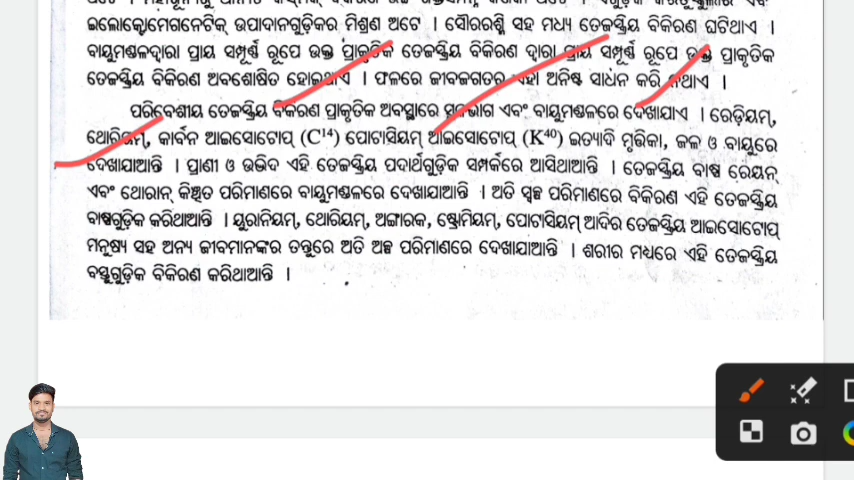 ଇଲୋକ୍ଟ୍ରୋମେଗନେଟିକ୍ ଉପାଦାନଗୁଡ଼ିକର ମିଶ୍ରଣ ଅଟେ । ସୌରରଶ୍ମି ସହ ମଧ୍ୟ ତେଜସ୍କ୍ରିୟ ବିକିରଣ ଘଟିଥାଏ ।
ବାୟୁମଣ୍ଡଳଦ୍ୱାରା ପ୍ରାୟ ସମ୍ପୂର୍ଣ୍ଣ ରୂପେ ଉକ୍ତ ପ୍ରାକୃତିକ ତେଜସ୍କ୍ରିୟ ବିକିରଣ ଦ୍ୱାରା ପ୍ରାୟ ସମ୍ପୂର୍ଣ୍ଣ ରୂପେ ଉକ୍ତ ପ୍ରାକୃତିକ
ତେଜସ୍କ୍ରିୟ ବିକିରଣ ଅବଶୋଷିତ ହୋଇଥାଏ । ଫଳରେ ଜୀବଜଗତର ଏହା ଅନିଷ୍ଟ ସାଧନ କରି ନଥାଏ ।
ପରିବେଶୀୟ ତେଜସ୍କ୍ରିୟ ବିକିରଣ ପ୍ରାକୃତିକ ଅବସ୍ଥାରେ ସ୍ଥଳଭାଗ ଏବଂ ବାୟୁମଣ୍ଡଳରେ ଦେଖାଯାଏ । ରେଡ଼ିୟମ୍,
ଥୋରିୟମ୍, କାର୍ବନ ଆଇସୋଟୋପ୍ (C¹⁴) ପୋଟାସିୟମ୍ ଆଇସୋଟୋପ୍ (K⁴⁰) ଇତ୍ୟାଦି ମୃତ୍ତିକା, ଜଳ ଓ ବାୟୁରେ
ଦେଖାଯାଆନ୍ତି । ପ୍ରାଣୀ ଓ ଉଦ୍ଭିଦ ଏହି ତେଜସ୍କ୍ରିୟ ପଦାର୍ଥଗୁଡ଼ିକ ସମ୍ପର୍କରେ ଆସିଥାଆନ୍ତି । ତେଜସ୍କ୍ରିୟ ବାଷ୍ପ ରେୟନ୍
ଏବଂ ଥୋରାନ୍ କିଞ୍ଚିତ ପରିମାଣରେ ବାୟୁମଣ୍ଡଳରେ ଦେଖାଯାଆନ୍ତି । ଅତି ସ୍ୱଳ୍ପ ପରିମାଣରେ ବିକିରଣ ଏହି ତେଜସ୍କ୍ରିୟ
ବାଷ୍ପଗୁଡ଼ିକ କରିଥାଆନ୍ତି । ୟୁରାନିୟମ୍, ଥୋରିୟମ୍, ଅଙ୍ଗାରକ, ଷ୍ଟ୍ରୋମିୟମ୍, ପୋଟାସିୟମ୍ ଆଦିର ତେଜସ୍କ୍ରିୟ ଆଇସୋଟୋପ୍
ମନୁଷ୍ୟ ସହ ଅନ୍ୟ ଜୀବମାନଙ୍କର ତନ୍ତୁରେ ଅତି ଅଳ୍ପ ପରିମାଣରେ ଦେଖାଯାଆନ୍ତି । ଶରୀର ମଧ୍ୟରେ ଏହି ତେଜସ୍କ୍ରିୟ
ବସ୍ତୁଗୁଡ଼ିକ ବିକିରଣ କରିଥାଆନ୍ତି ।